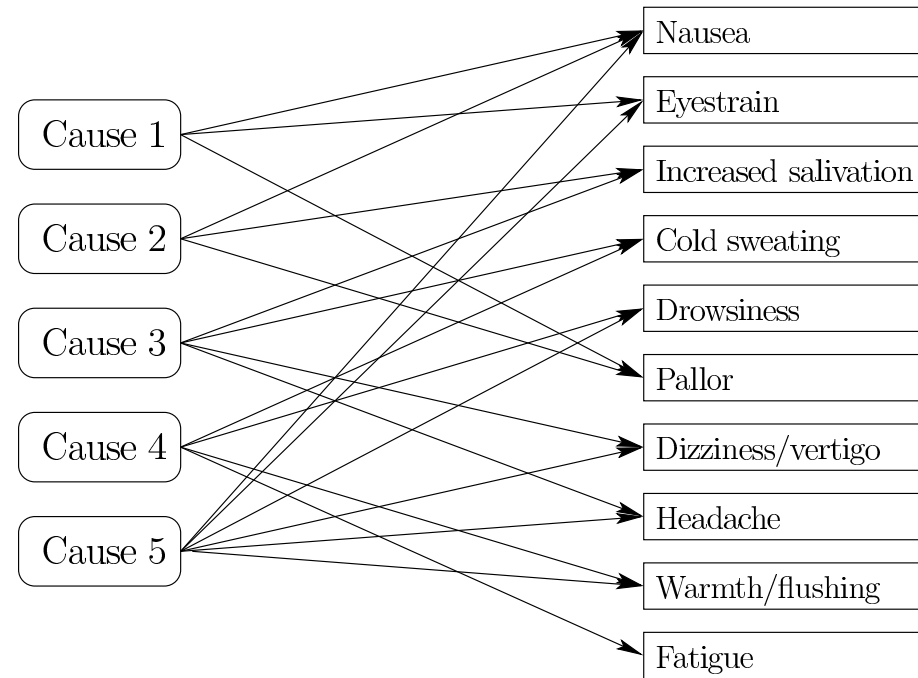 Cause 1
Cause 2
Cause 3
Cause 4
Cause 5
Nausea
Eyestrain
Increased salivation
Cold sweating
Drowsiness
Pallor
Dizziness/vertigo
Headache
Warmth/flushing
Fatigue